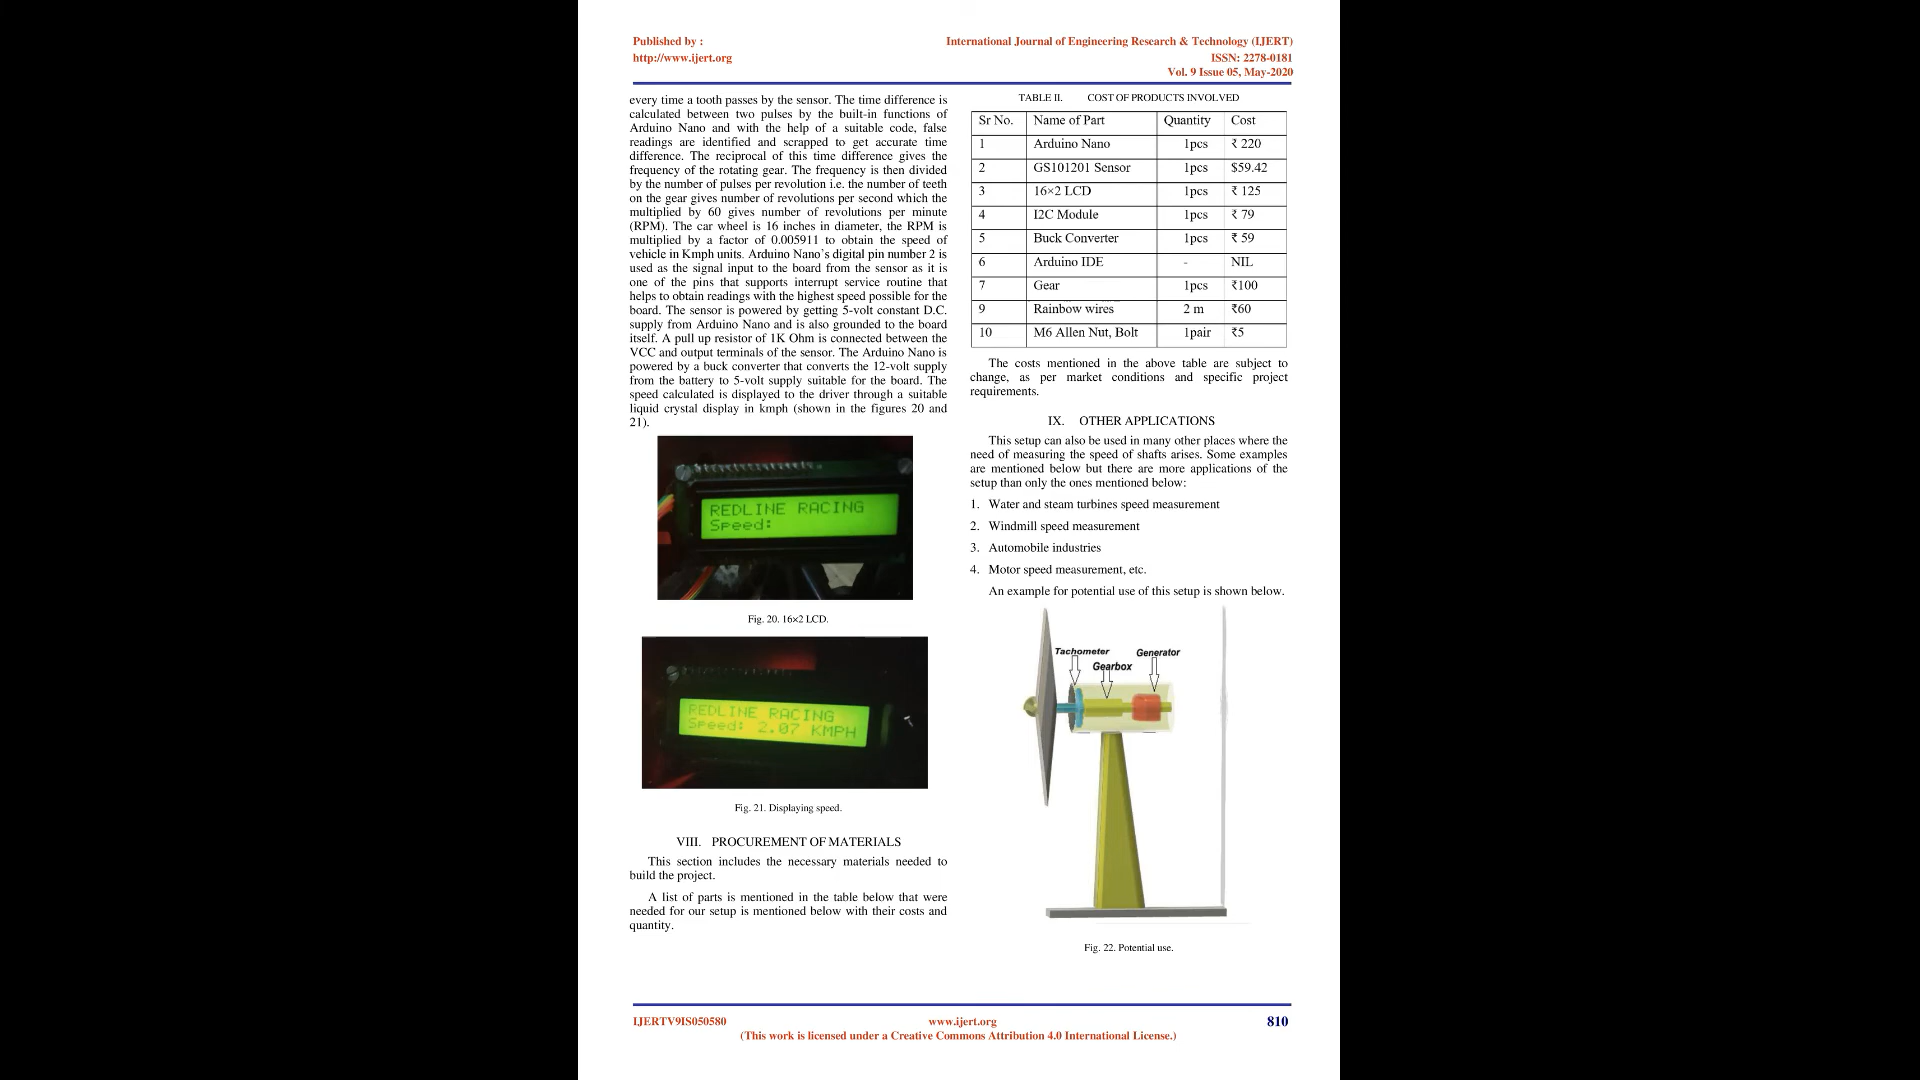 Published by :
http://www.ijert.org
International Journal of Engineering Research & Technology (IJERT)
ISSN: 2278-0181
Vol. 9 Issue 05, May-2020
every time a tooth passes by the sensor. The time difference is
calculated between two pulses by the built-in functions of
Arduino Nano and with the help of a suitable code, false
readings are identified and scrapped to get accurate time
difference. The reciprocal of this time difference gives the
frequency of the rotating gear. The frequency is then divided
by the number of pulses per revolution i.e. the number of teeth
on the gear gives number of revolutions per second which the
multiplied by 60 gives number of revolutions per minute
(RPM). The car wheel is 16 inches in diameter, the RPM is
multiplied by a factor of 0.005911 to obtain the speed of
vehicle in Kmph units. Arduino Nano's digital pin number 2 is
used as the signal input to the board from the sensor as it is
one of the pins that supports interrupt service routine that
helps to obtain readings with the highest speed possible for the
board. The sensor is powered by getting 5-volt constant D.C.
supply from Arduino Nano and is also grounded to the board
itself. A pull up resistor of 1K Ohm is connected between the
VCC and output terminals of the sensor. The Arduino Nano is
powered by a buck converter that converts the 12-volt supply
from the battery to 5-volt supply suitable for the board. The
speed calculated is displayed to the driver through a suitable
liquid crystal display in kmph (shown in the figures 20 and
21).
REDLINE RACING
Speed:
Fig. 20. 16×2 LCD.
REDLINE RACING
Speed: 2.07 KMPH
Fig. 21. Displaying speed.
VIII. PROCUREMENT OF MATERIALS
This section includes the necessary materials needed to
build the project.
A list of parts is mentioned in the table below that were
needed for our setup is mentioned below with their costs and
quantity.
TABLE II. COST OF PRODUCTS INVOLVED
Sr No. Name of Part Quantity Cost
1 Arduino Nano 1pcs ₹ 220
2 GS101201 Sensor 1pcs $59.42
3 16×2 LCD 1pcs ₹ 125
4 I2C Module 1pcs ₹ 79
5 Buck Converter 1pcs ₹ 59
6 Arduino IDE - NIL
7 Gear 1pcs ₹100
9 Rainbow wires 2 m ₹60
10 M6 Allen Nut, Bolt 1pair ₹5
The costs mentioned in the above table are subject to
change, as per market conditions and specific project
requirements.
IX. OTHER APPLICATIONS
This setup can also be used in many other places where the
need of measuring the speed of shafts arises. Some examples
are mentioned below but there are more applications of the
setup than only the ones mentioned below:
1. Water and steam turbines speed measurement
2. Windmill speed measurement
3. Automobile industries
4. Motor speed measurement, etc.
An example for potential use of this setup is shown below.
Tachometer
Gearbox
Generator
Fig. 22. Potential use.
IJERTV9IS050580
www.ijert.org
810
(This work is licensed under a Creative Commons Attribution 4.0 International License.)